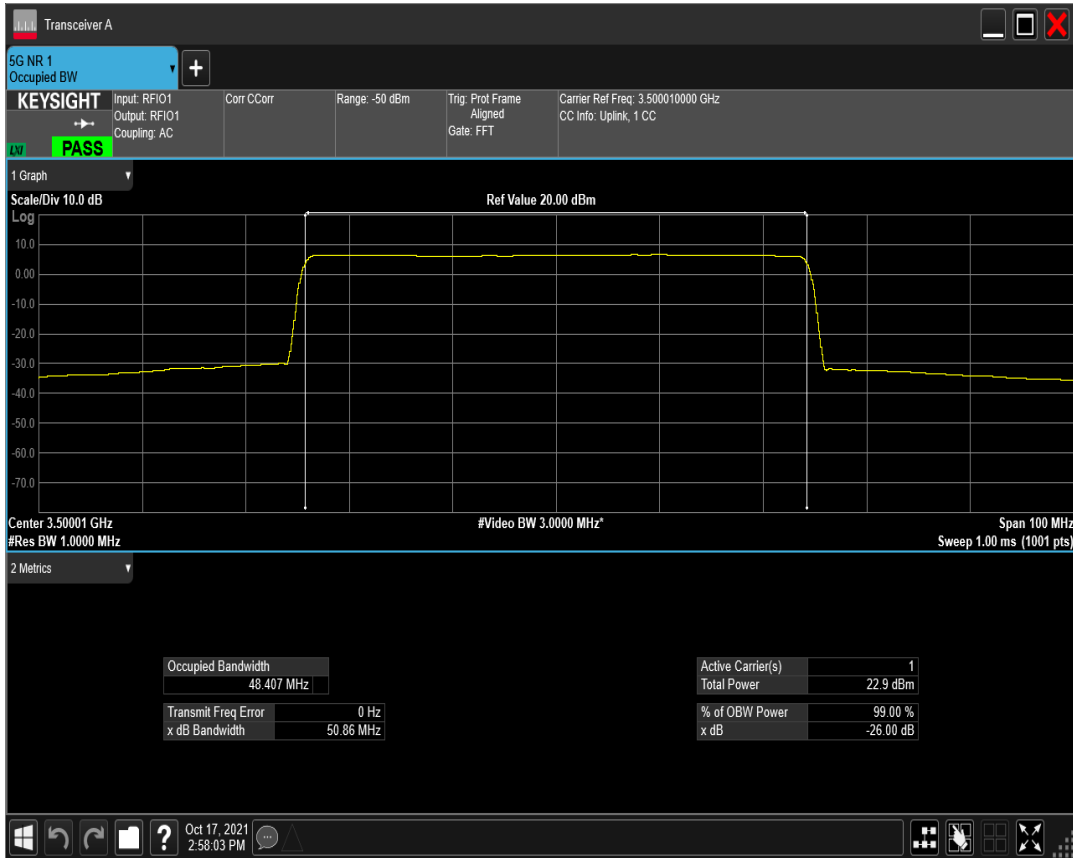 Transceiver A
5G NR 1
Occupied BW
+
KEYSIGHT
LXI
PASS
Input: RFIO1
Output: RFIO1
Coupling: AC
Corr CCorr
Range: -50 dBm
Trig: Prot Frame
Aligned
Gate: FFT
Carrier Ref Freq: 3.500010000 GHz
CC Info: Uplink, 1 CC
1 Graph
Scale/Div 10.0 dB
Ref Value 20.00 dBm
Log
10.0
0.00
-10.0
-20.0
-30.0
-40.0
-50.0
-60.0
-70.0
Center 3.50001 GHz
#Video BW 3.0000 MHz*
Span 100 MHz
#Res BW 1.0000 MHz
Sweep 1.00 ms (1001 pts)
2 Metrics
Occupied Bandwidth
48.407 MHz
Transmit Freq Error 0 Hz
x dB Bandwidth 50.86 MHz
Active Carrier(s) 1
Total Power 22.9 dBm
% of OBW Power 99.00 %
x dB -26.00 dB
?
Oct 17, 2021
2:58:03 PM